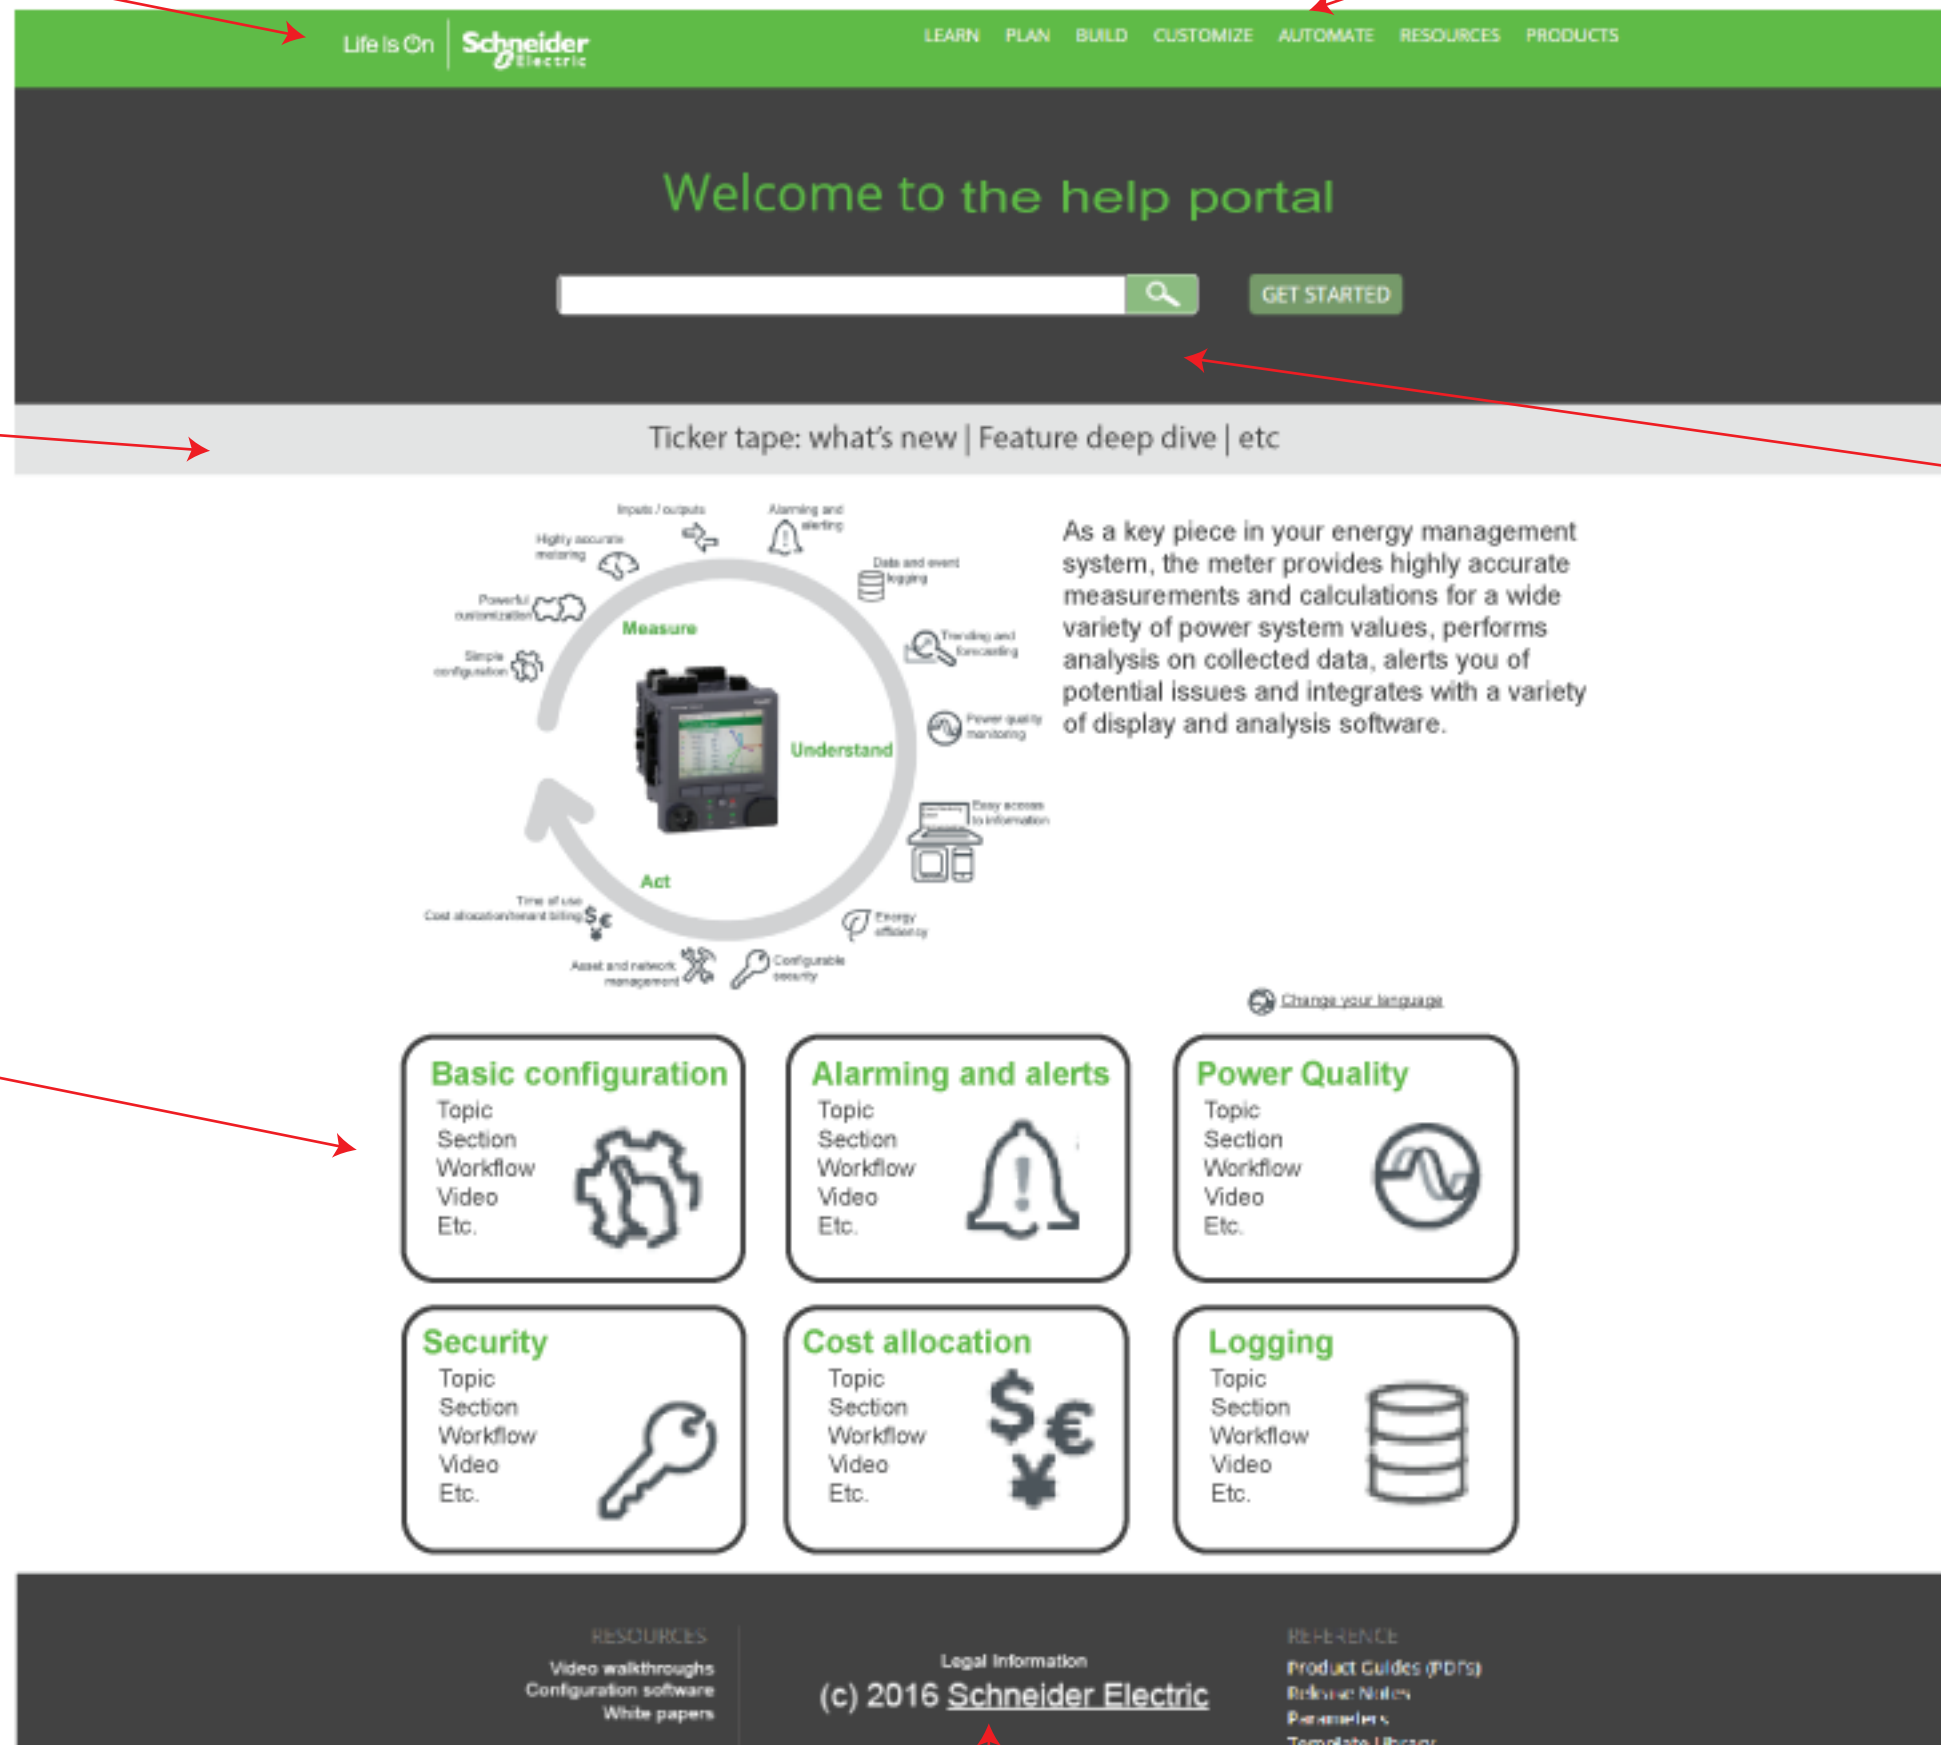 Life Is On
Schneider
Electric
LEARN PLAN BUILD CUSTOMIZE AUTOMATE RESOURCES PRODUCTS
Welcome to the help portal
GET STARTED
Ticker tape: what's new | Feature deep dive | etc
Inputs / outputs
Alarming and
alerting
Highly accurate
metering
Data and event
logging
Powerful
customization
Trending and
forecasting
Simple
configuration
Power quality
monitoring
Easy access
to information
Measure
Understand
Act
Time of use
Cost allocation/tenant billing
Energy
efficiency
Asset and network
management
Configurable
security
As a key piece in your energy management
system, the meter provides highly accurate
measurements and calculations for a wide
variety of power system values, performs
analysis on collected data, alerts you of
potential issues and integrates with a variety
of display and analysis software.
Change your language
Basic configuration
Topic
Section
Workflow
Video
Etc.
Alarming and alerts
Topic
Section
Workflow
Video
Etc.
Power Quality
Topic
Section
Workflow
Video
Etc.
Security
Topic
Section
Workflow
Video
Etc.
Cost allocation
Topic
Section
Workflow
Video
Etc.
$ €
¥
Logging
Topic
Section
Workflow
Video
Etc.
RESOURCES
Video walkthroughs
Configuration software
White papers
Legal Information
(c) 2016 Schneider Electric
REFERENCE
Product Guides (PDFs)
Release Notes
Parameters
Template Library